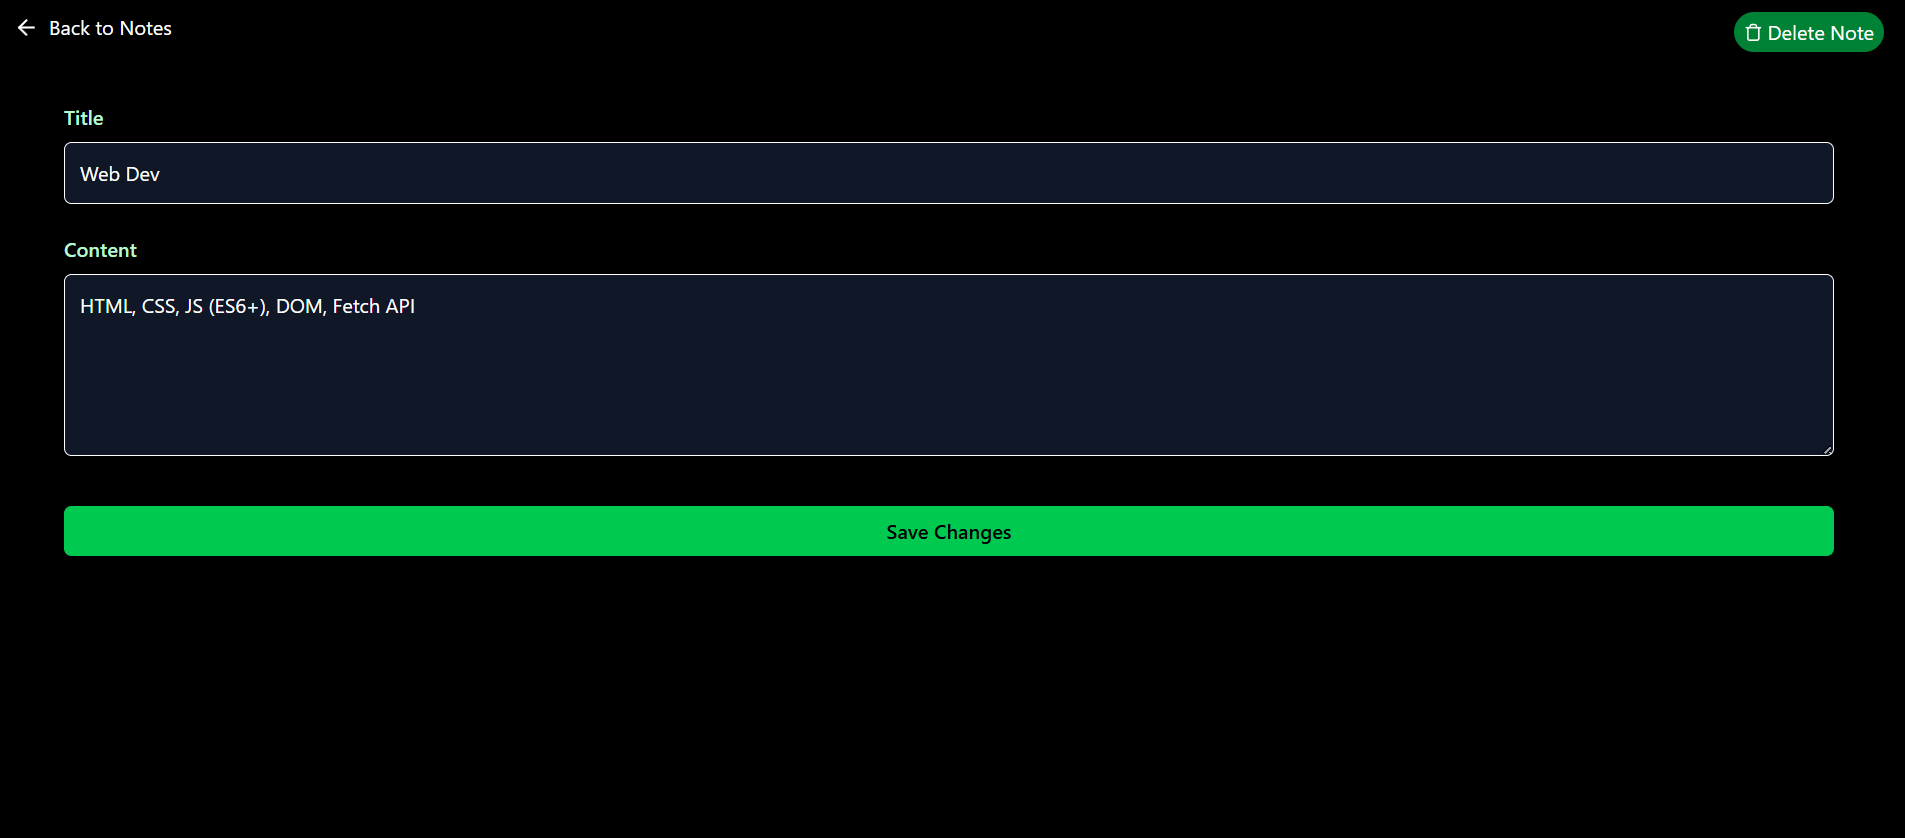 Back to Notes
Delete Note
Title
Web Dev
Content
HTML, CSS, JS (ES6+), DOM, Fetch API
Save Changes